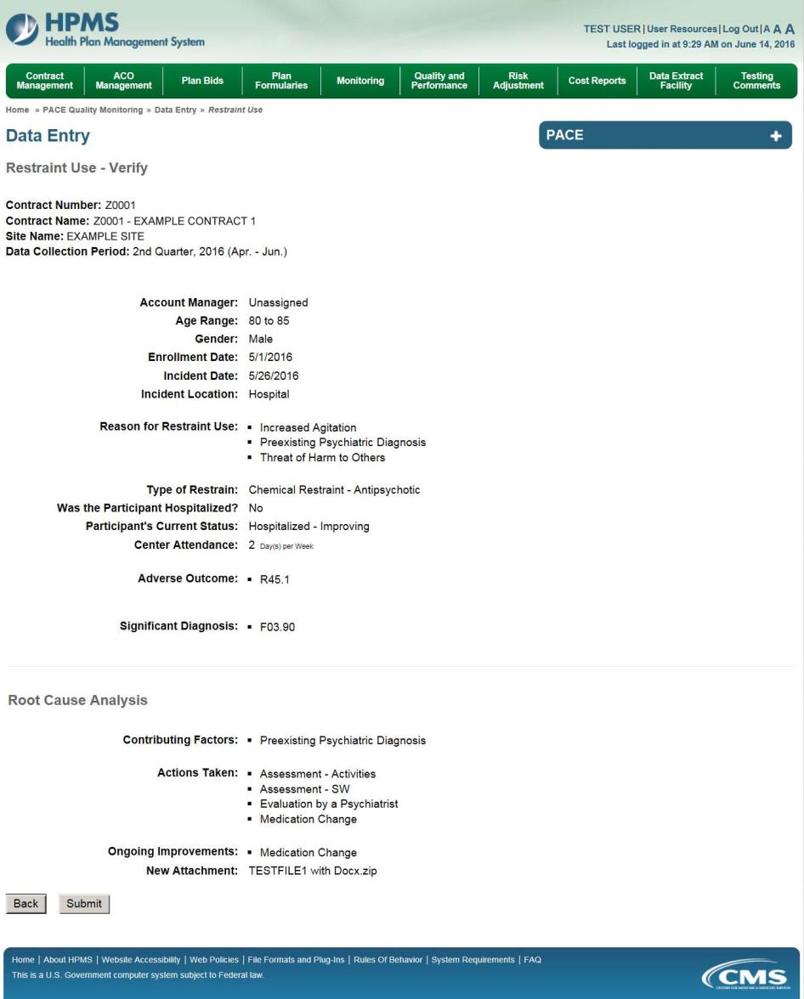 HPMS
Health Plan Management System
TEST USER | User Resources | Log Out | A A A
Last logged in at 9:29 AM on June 14, 2016
Contract Management
ACO Management
Plan Bids
Plan Formularies
Monitoring
Quality and Performance
Risk Adjustment
Cost Reports
Data Extract Facility
Testing Comments
Home » PACE Quality Monitoring » Data Entry » Restraint Use
Data Entry
PACE +
Restraint Use - Verify
Contract Number: Z0001
Contract Name: Z0001 - EXAMPLE CONTRACT 1
Site Name: EXAMPLE SITE
Data Collection Period: 2nd Quarter, 2016 (Apr. - Jun.)
Account Manager: Unassigned
Age Range: 80 to 85
Gender: Male
Enrollment Date: 5/1/2016
Incident Date: 5/26/2016
Incident Location: Hospital
Reason for Restraint Use: ▪ Increased Agitation
▪ Preexisting Psychiatric Diagnosis
▪ Threat of Harm to Others
Type of Restrain: Chemical Restraint - Antipsychotic
Was the Participant Hospitalized? No
Participant's Current Status: Hospitalized - Improving
Center Attendance: 2 Day(s) per Week
Adverse Outcome: ▪ R45.1
Significant Diagnosis: ▪ F03.90
Root Cause Analysis
Contributing Factors: ▪ Preexisting Psychiatric Diagnosis
Actions Taken: ▪ Assessment - Activities
▪ Assessment - SW
▪ Evaluation by a Psychiatrist
▪ Medication Change
Ongoing Improvements: ▪ Medication Change
New Attachment: TESTFILE1 with Docx.zip
Back Submit
Home | About HPMS | Website Accessibility | Web Policies | File Formats and Plug-Ins | Rules Of Behavior | System Requirements | FAQ
This is a U.S. Government computer system subject to Federal law.
CMS
CENTERS FOR MEDICARE & MEDICAID SERVICES